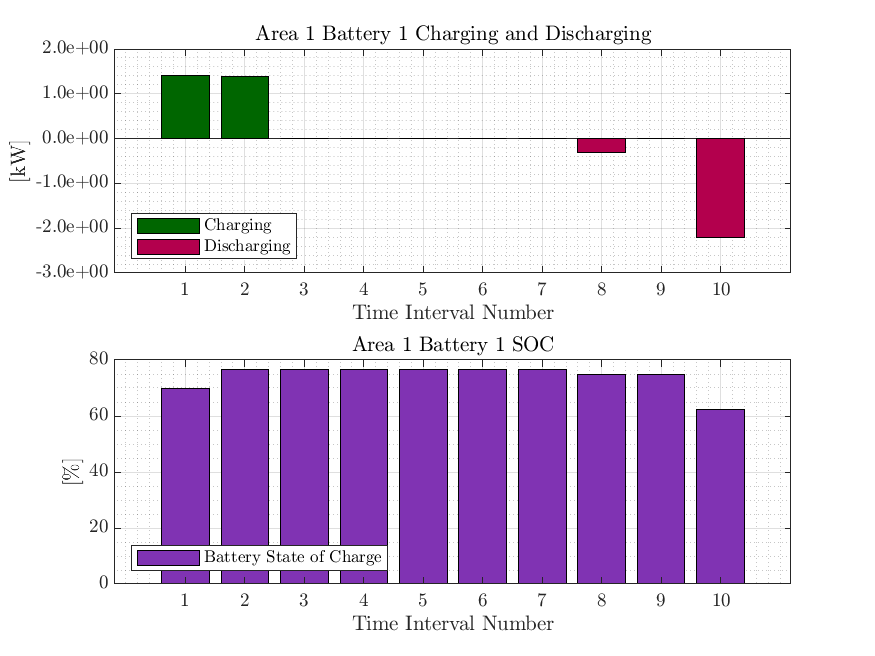 Area 1 Battery 1 Charging and Discharging
2.0e+00
1.0e+00
0.0e+00
-1.0e+00
-2.0e+00
-3.0e+00
[kW]
Charging
Discharging
1 2 3 4 5 6 7 8 9 10
Time Interval Number
Area 1 Battery 1 SOC
80
60
40
20
0
[%]
Battery State of Charge
1 2 3 4 5 6 7 8 9 10
Time Interval Number